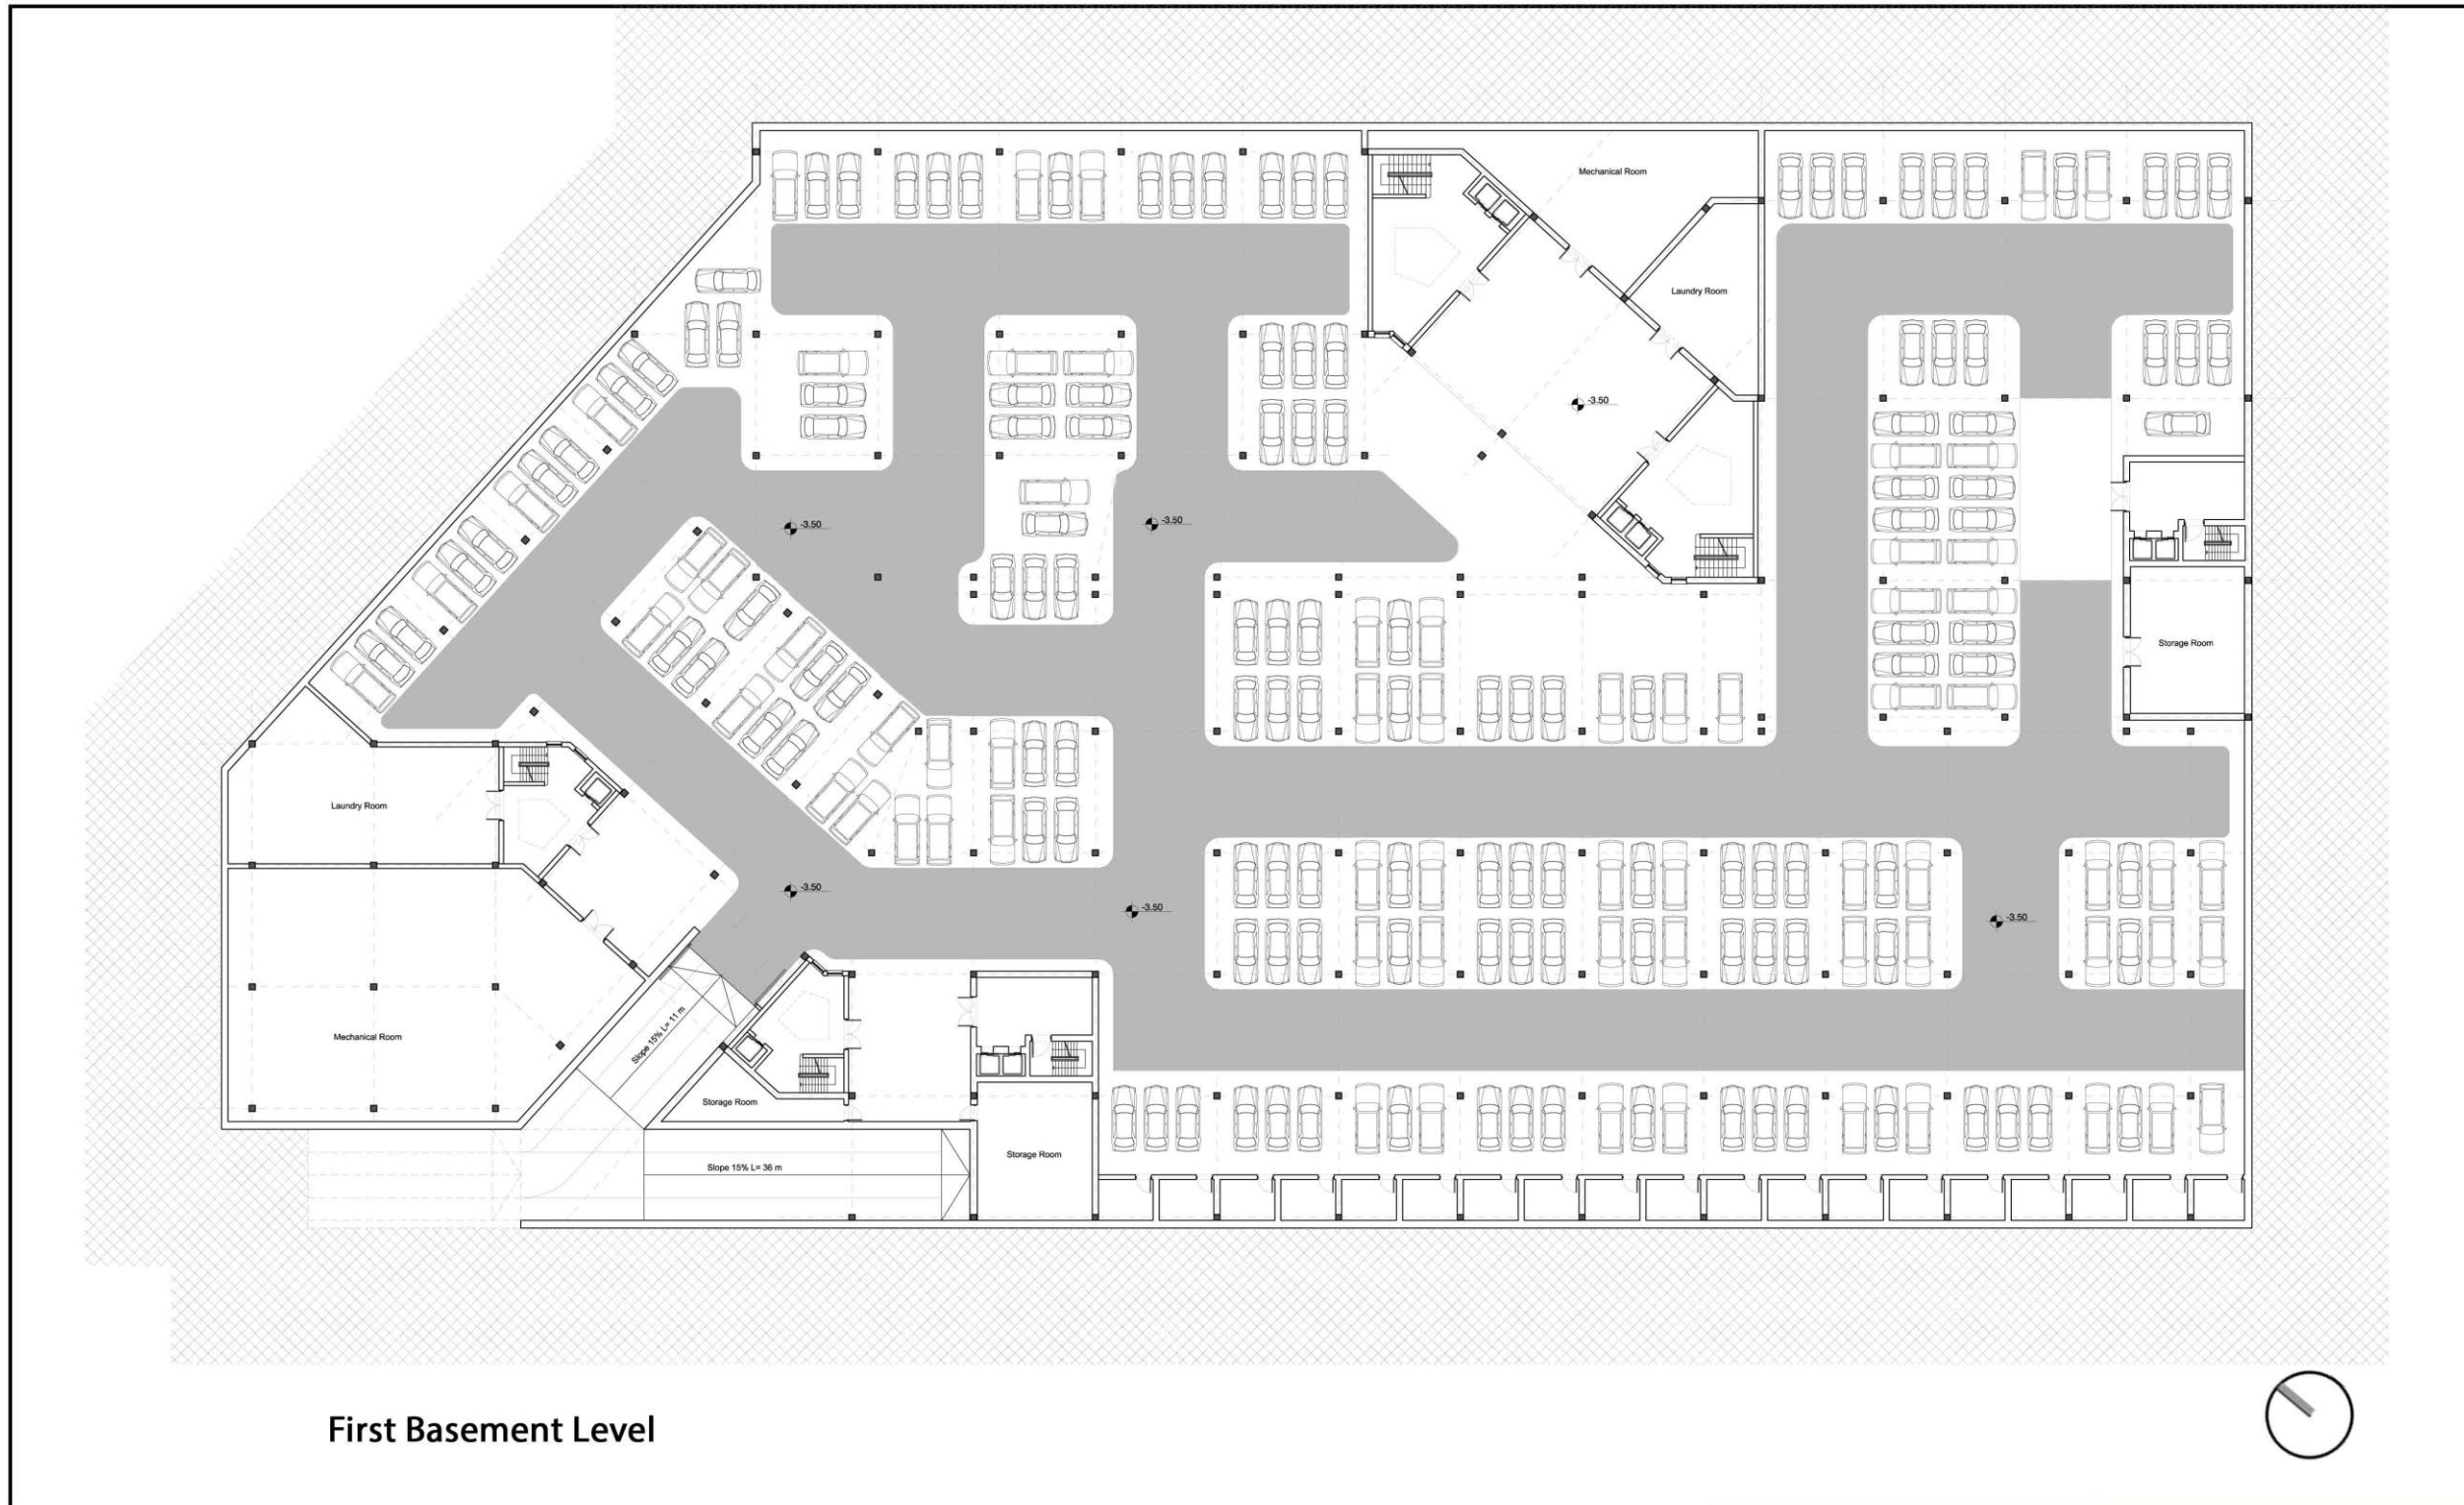 Mechanical Room
Laundry Room
-3.50
-3.50
-3.50
Storage Room
Laundry Room
-3.50
-3.50
-3.50
Slope 15% L= 11 m
Mechanical Room
Storage Room
Storage Room
Slope 15% L= 36 m
First Basement Level